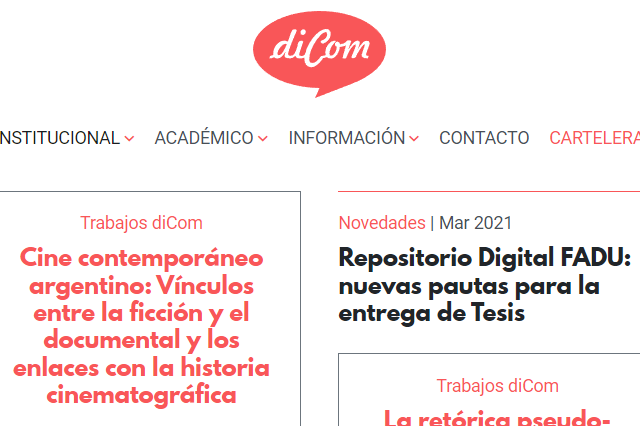 diCom
NSTITUCIONAL
ACADÉMICO
INFORMACIÓN
CONTACTO
CARTELERA
Trabajos diCom
Cine contemporáneo
argentino: Vínculos
entre la ficción y el
documental y los
enlaces con la historia
cinematográfica
Novedades | Mar 2021
Repositorio Digital FADU:
nuevas pautas para la
entrega de Tesis
Trabajos diCom
La retórica pseudo-